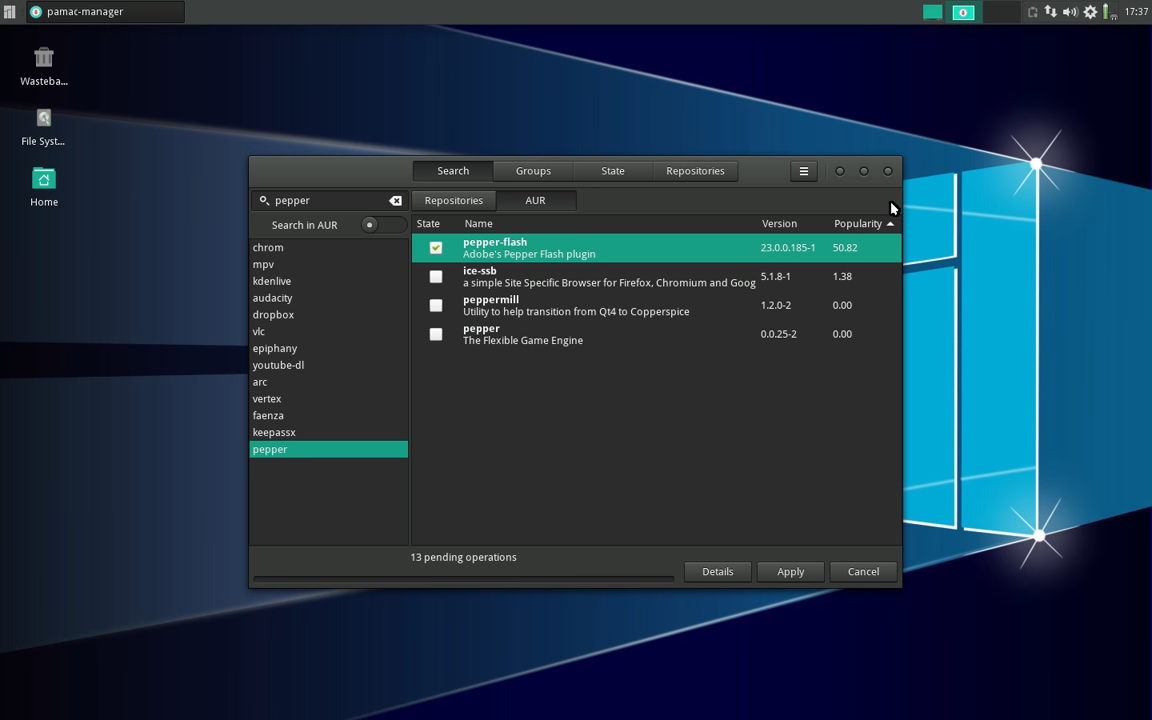 pamac-manager
17:37
Wasteba...
File Syst...
Home
Search
Groups
State
Repositories
pepper
Repositories
AUR
Search in AUR
State
Name
Version
Popularity
chrom
mpv
kdenlive
audacity
dropbox
vlc
epiphany
youtube-dl
arc
vertex
faenza
keepassx
pepper
pepper-flash
Adobe's Pepper Flash plugin
23.0.0.185-1
50.82
ice-ssb
a simple Site Specific Browser for Firefox, Chromium and Goog
5.1.8-1
1.38
peppermill
Utility to help transition from Qt4 to Copperspice
1.2.0-2
0.00
pepper
The Flexible Game Engine
0.0.25-2
0.00
13 pending operations
Details
Apply
Cancel